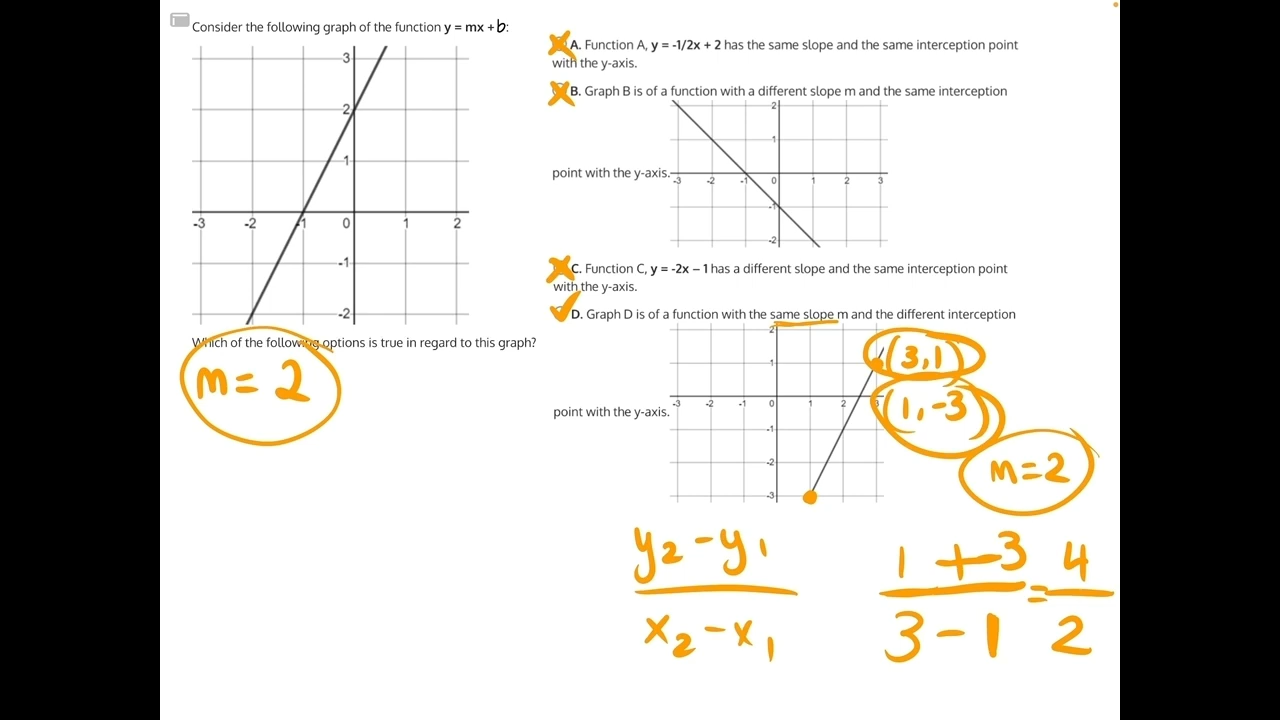 Consider the following graph of the function y = mx + b:
3
2
1
-3 -2 -1 0 1 2
-1
-2
Which of the following options is true in regard to this graph?
m = 2
A. Function A, y = -1/2x + 2 has the same slope and the same interception point
with the y-axis.
B. Graph B is of a function with a different slope m and the same interception
2
1
point with the y-axis.
-3 -2 -1 0 1 2 3
-1
-2
C. Function C, y = -2x – 1 has a different slope and the same interception point
with the y-axis.
D. Graph D is of a function with the same slope m and the different interception
2
(3,1)
1
point with the y-axis.
-3 -2 -1 0 1 2 3
(1,-3)
-1
-2
m=2
-3
y2 - y1
x2 - x1
1 + 3 = 4
3 - 1 2